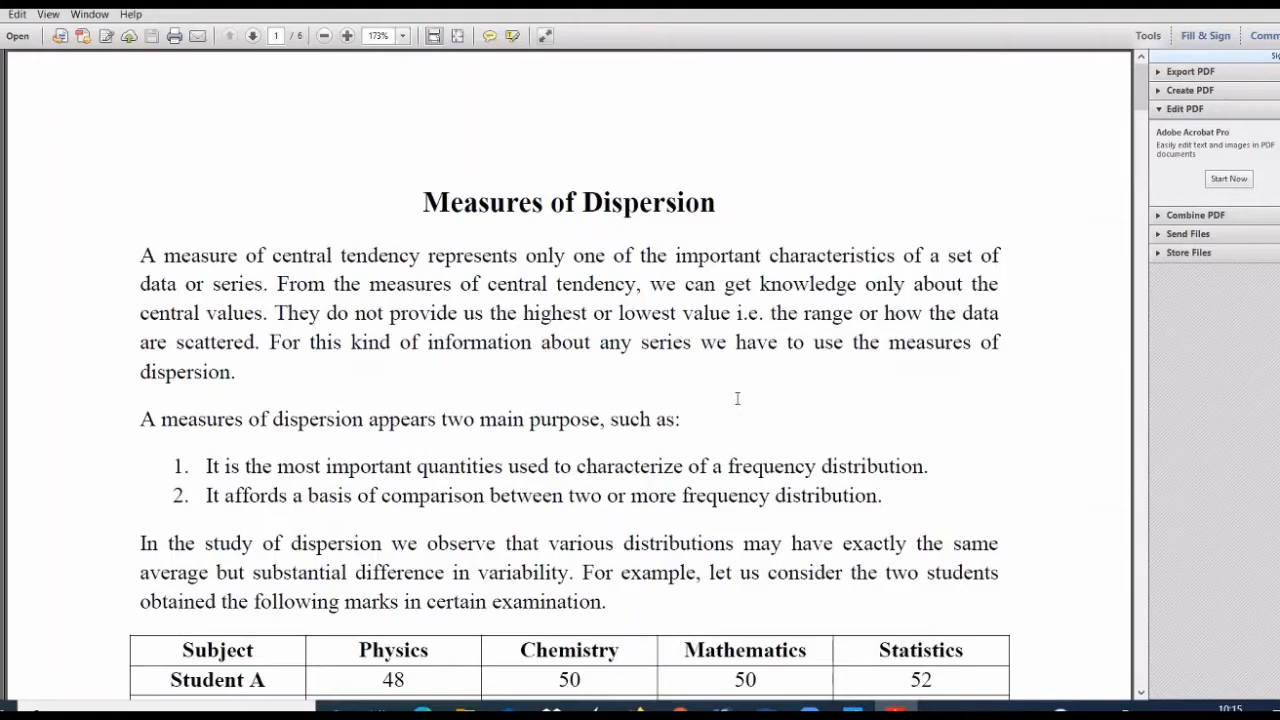 Edit View Window Help
Open 1 / 6 173% Tools Fill & Sign
Export PDF
Create PDF
Edit PDF
Adobe Acrobat Pro
Easily edit text and images in PDF
documents
Start Now
Combine PDF
Send Files
Store Files
Measures of Dispersion
A measure of central tendency represents only one of the important characteristics of a set of
data or series. From the measures of central tendency, we can get knowledge only about the
central values. They do not provide us the highest or lowest value i.e. the range or how the data
are scattered. For this kind of information about any series we have to use the measures of
dispersion.
A measures of dispersion appears two main purpose, such as:
1. It is the most important quantities used to characterize of a frequency distribution.
2. It affords a basis of comparison between two or more frequency distribution.
In the study of dispersion we observe that various distributions may have exactly the same
average but substantial difference in variability. For example, let us consider the two students
obtained the following marks in certain examination.
Subject Physics Chemistry Mathematics Statistics
Student A 48 50 50 52
10:15